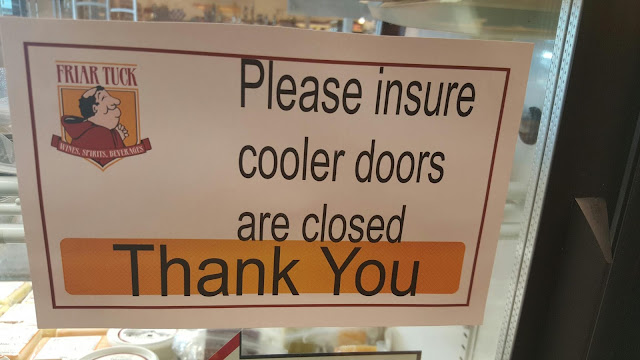 FRIAR TUCK
WINES, SPIRITS, BEVERAGES
Please insure
cooler doors
are closed
Thank You